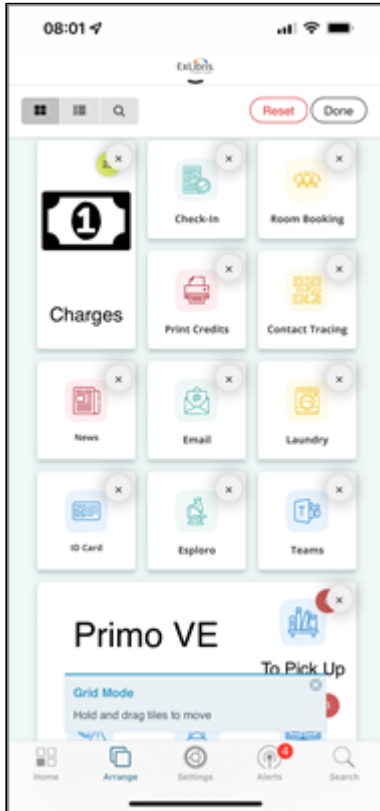 08:01
ExLibris
Reset
Done
1
Charges
Check-In
Room Booking
Print Credits
Contact Tracing
News
Email
Laundry
ID Card
Esploro
Teams
Primo VE
To Pick Up
Grid Mode
Hold and drag tiles to move
Home
Arrange
Settings
4
Alerts
Search